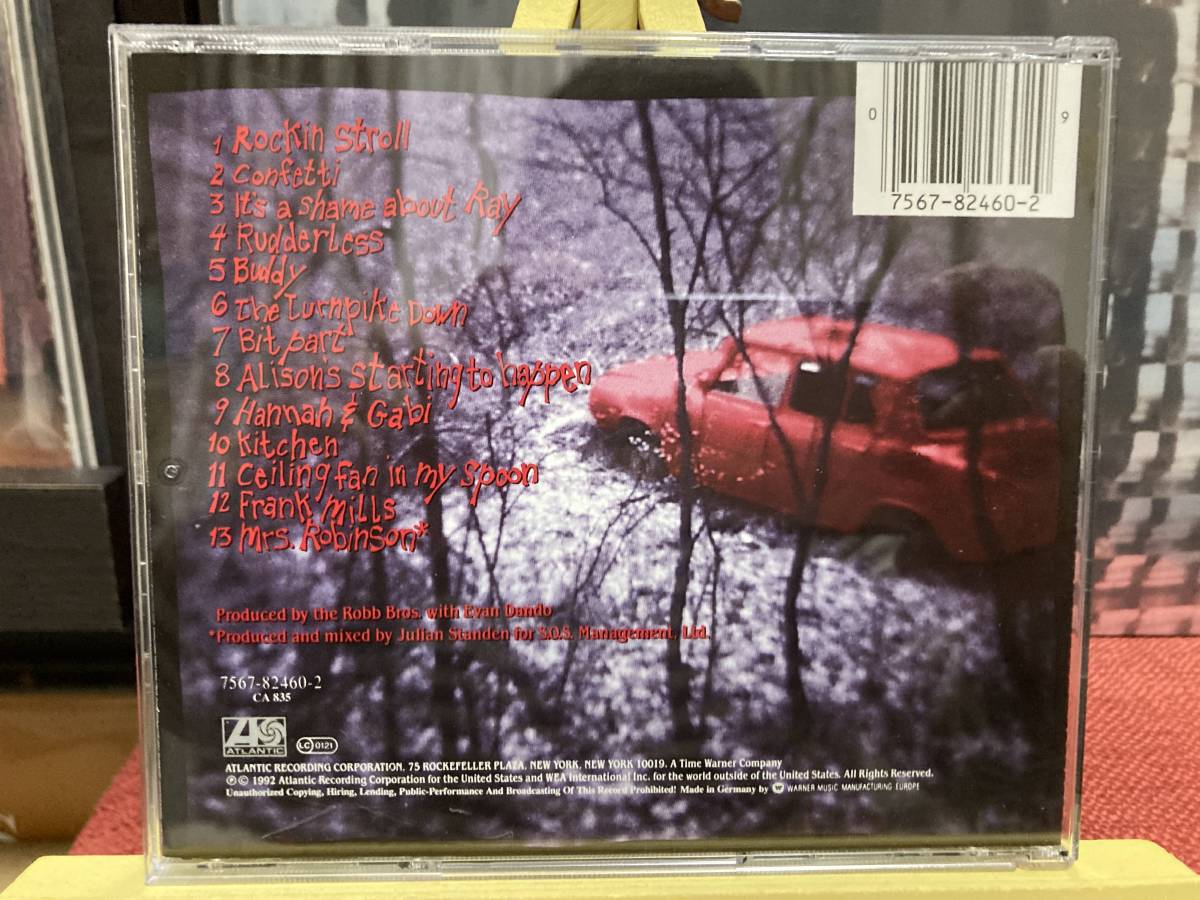 1 Rockin Stroll
2 Confetti
3 It's a shame about Ray
4 Rudderless
5 Buddy
6 The Turnpike Down
7 Bit part
8 Alison's starting to happen
9 Hannah & Gabi
10 Kitchen
11 Ceiling fan in my spoon
12 Frank Mills
13 Mrs. Robinson*
0 9
7567-82460-2
Produced by the Robb Bros. with Evan Dando
*Produced and mixed by Julian Standen for S.O.S. Management, Ltd.
7567-82460-2
CA 835
ATLANTIC
LC 0121
ATLANTIC RECORDING CORPORATION, 75 ROCKEFELLER PLAZA, NEW YORK, NEW YORK 10019. A Time Warner Company
℗ © 1992 Atlantic Recording Corporation for the United States and WEA International Inc. for the world outside of the United States. All Rights Reserved.
Unauthorized Copying, Hiring, Lending, Public-Performance And Broadcasting Of This Record Prohibited! Made in Germany by WARNER MUSIC MANUFACTURING EUROPE